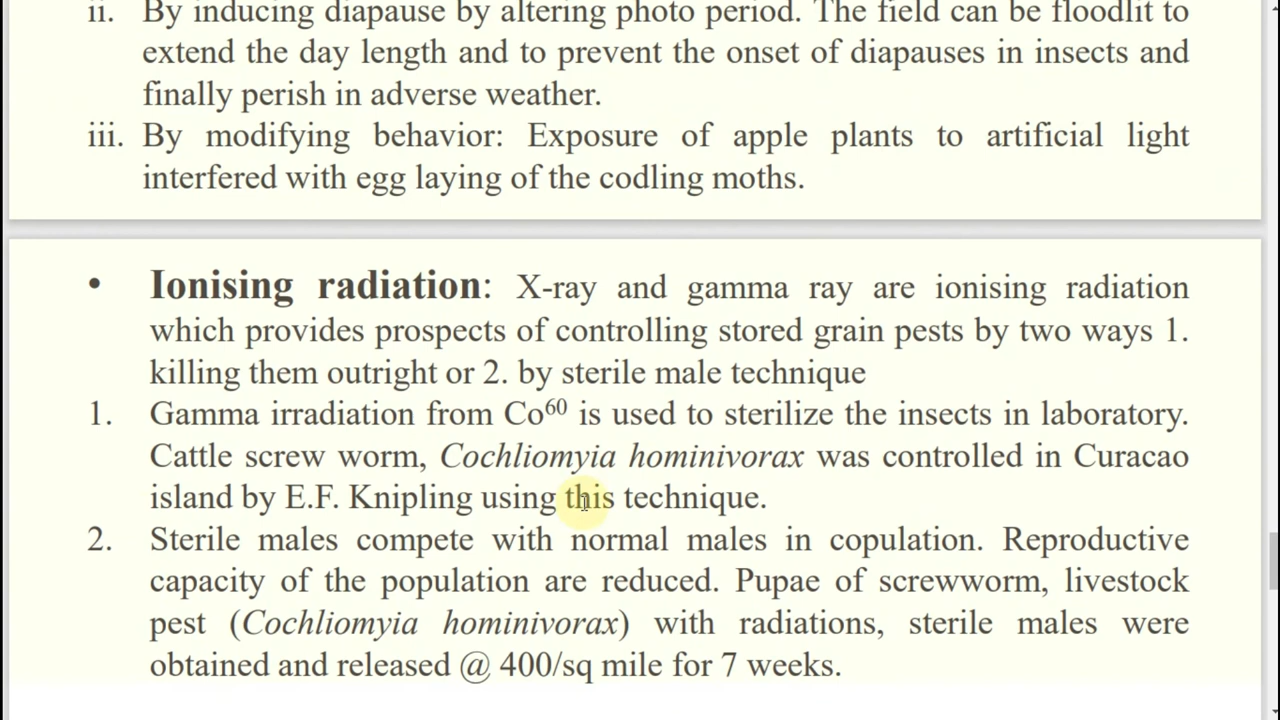 ii. By inducing diapause by altering photo period. The field can be floodlit to
extend the day length and to prevent the onset of diapauses in insects and
finally perish in adverse weather.
iii. By modifying behavior: Exposure of apple plants to artificial light
interfered with egg laying of the codling moths.
• Ionising radiation: X-ray and gamma ray are ionising radiation
which provides prospects of controlling stored grain pests by two ways 1.
killing them outright or 2. by sterile male technique
1. Gamma irradiation from Co⁶⁰ is used to sterilize the insects in laboratory.
Cattle screw worm, Cochliomyia hominivorax was controlled in Curacao
island by E.F. Knipling using this technique.
2. Sterile males compete with normal males in copulation. Reproductive
capacity of the population are reduced. Pupae of screwworm, livestock
pest (Cochliomyia hominivorax) with radiations, sterile males were
obtained and released @ 400/sq mile for 7 weeks.